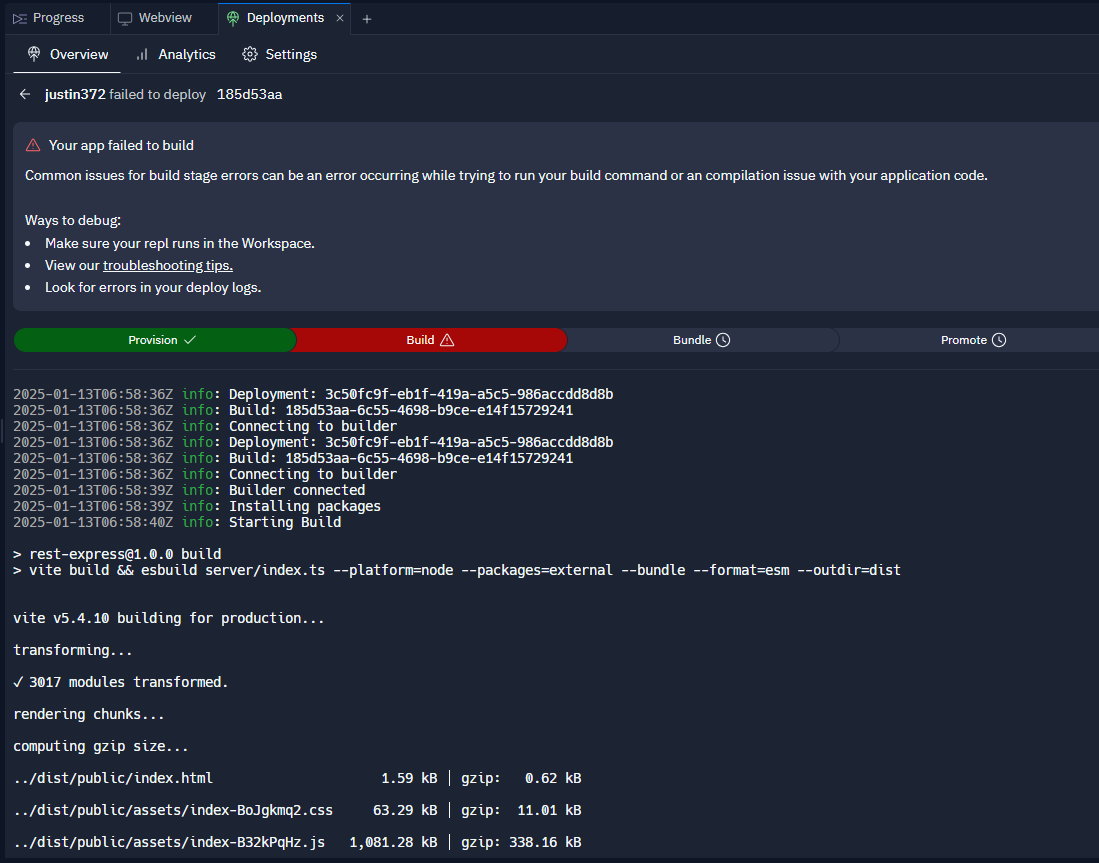 Progress Webview Deployments × +
Overview Analytics Settings
← justin372 failed to deploy 185d53aa
Your app failed to build
Common issues for build stage errors can be an error occurring while trying to run your build command or an compilation issue with your application code.
Ways to debug:
• Make sure your repl runs in the Workspace.
• View our troubleshooting tips.
• Look for errors in your deploy logs.
Provision ✓ Build Bundle Promote
2025-01-13T06:58:36Z info: Deployment: 3c50fc9f-eb1f-419a-a5c5-986accdd8d8b
2025-01-13T06:58:36Z info: Build: 185d53aa-6c55-4698-b9ce-e14f15729241
2025-01-13T06:58:36Z info: Connecting to builder
2025-01-13T06:58:36Z info: Deployment: 3c50fc9f-eb1f-419a-a5c5-986accdd8d8b
2025-01-13T06:58:36Z info: Build: 185d53aa-6c55-4698-b9ce-e14f15729241
2025-01-13T06:58:36Z info: Connecting to builder
2025-01-13T06:58:39Z info: Builder connected
2025-01-13T06:58:39Z info: Installing packages
2025-01-13T06:58:40Z info: Starting Build
> rest-express@1.0.0 build
> vite build && esbuild server/index.ts --platform=node --packages=external --bundle --format=esm --outdir=dist
vite v5.4.10 building for production...
transforming...
✓ 3017 modules transformed.
rendering chunks...
computing gzip size...
../dist/public/index.html 1.59 kB │ gzip: 0.62 kB
../dist/public/assets/index-BoJgkmq2.css 63.29 kB │ gzip: 11.01 kB
../dist/public/assets/index-B32kPqHz.js 1,081.28 kB │ gzip: 338.16 kB